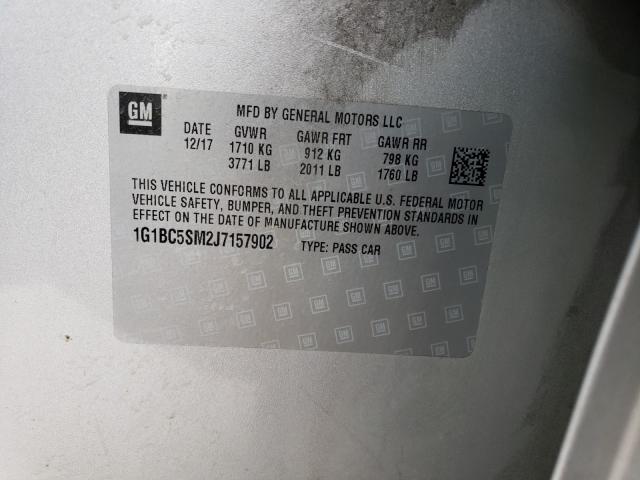 GM
MFD BY GENERAL MOTORS LLC
DATE GVWR GAWR FRT GAWR RR
12/17 1710 KG 912 KG 798 KG
3771 LB 2011 LB 1760 LB
THIS VEHICLE CONFORMS TO ALL APPLICABLE U.S. FEDERAL MOTOR
VEHICLE SAFETY, BUMPER, AND THEFT PREVENTION STANDARDS IN
EFFECT ON THE DATE OF MANUFACTURE SHOWN ABOVE.
1G1BC5SM2J7157902 TYPE: PASS CAR